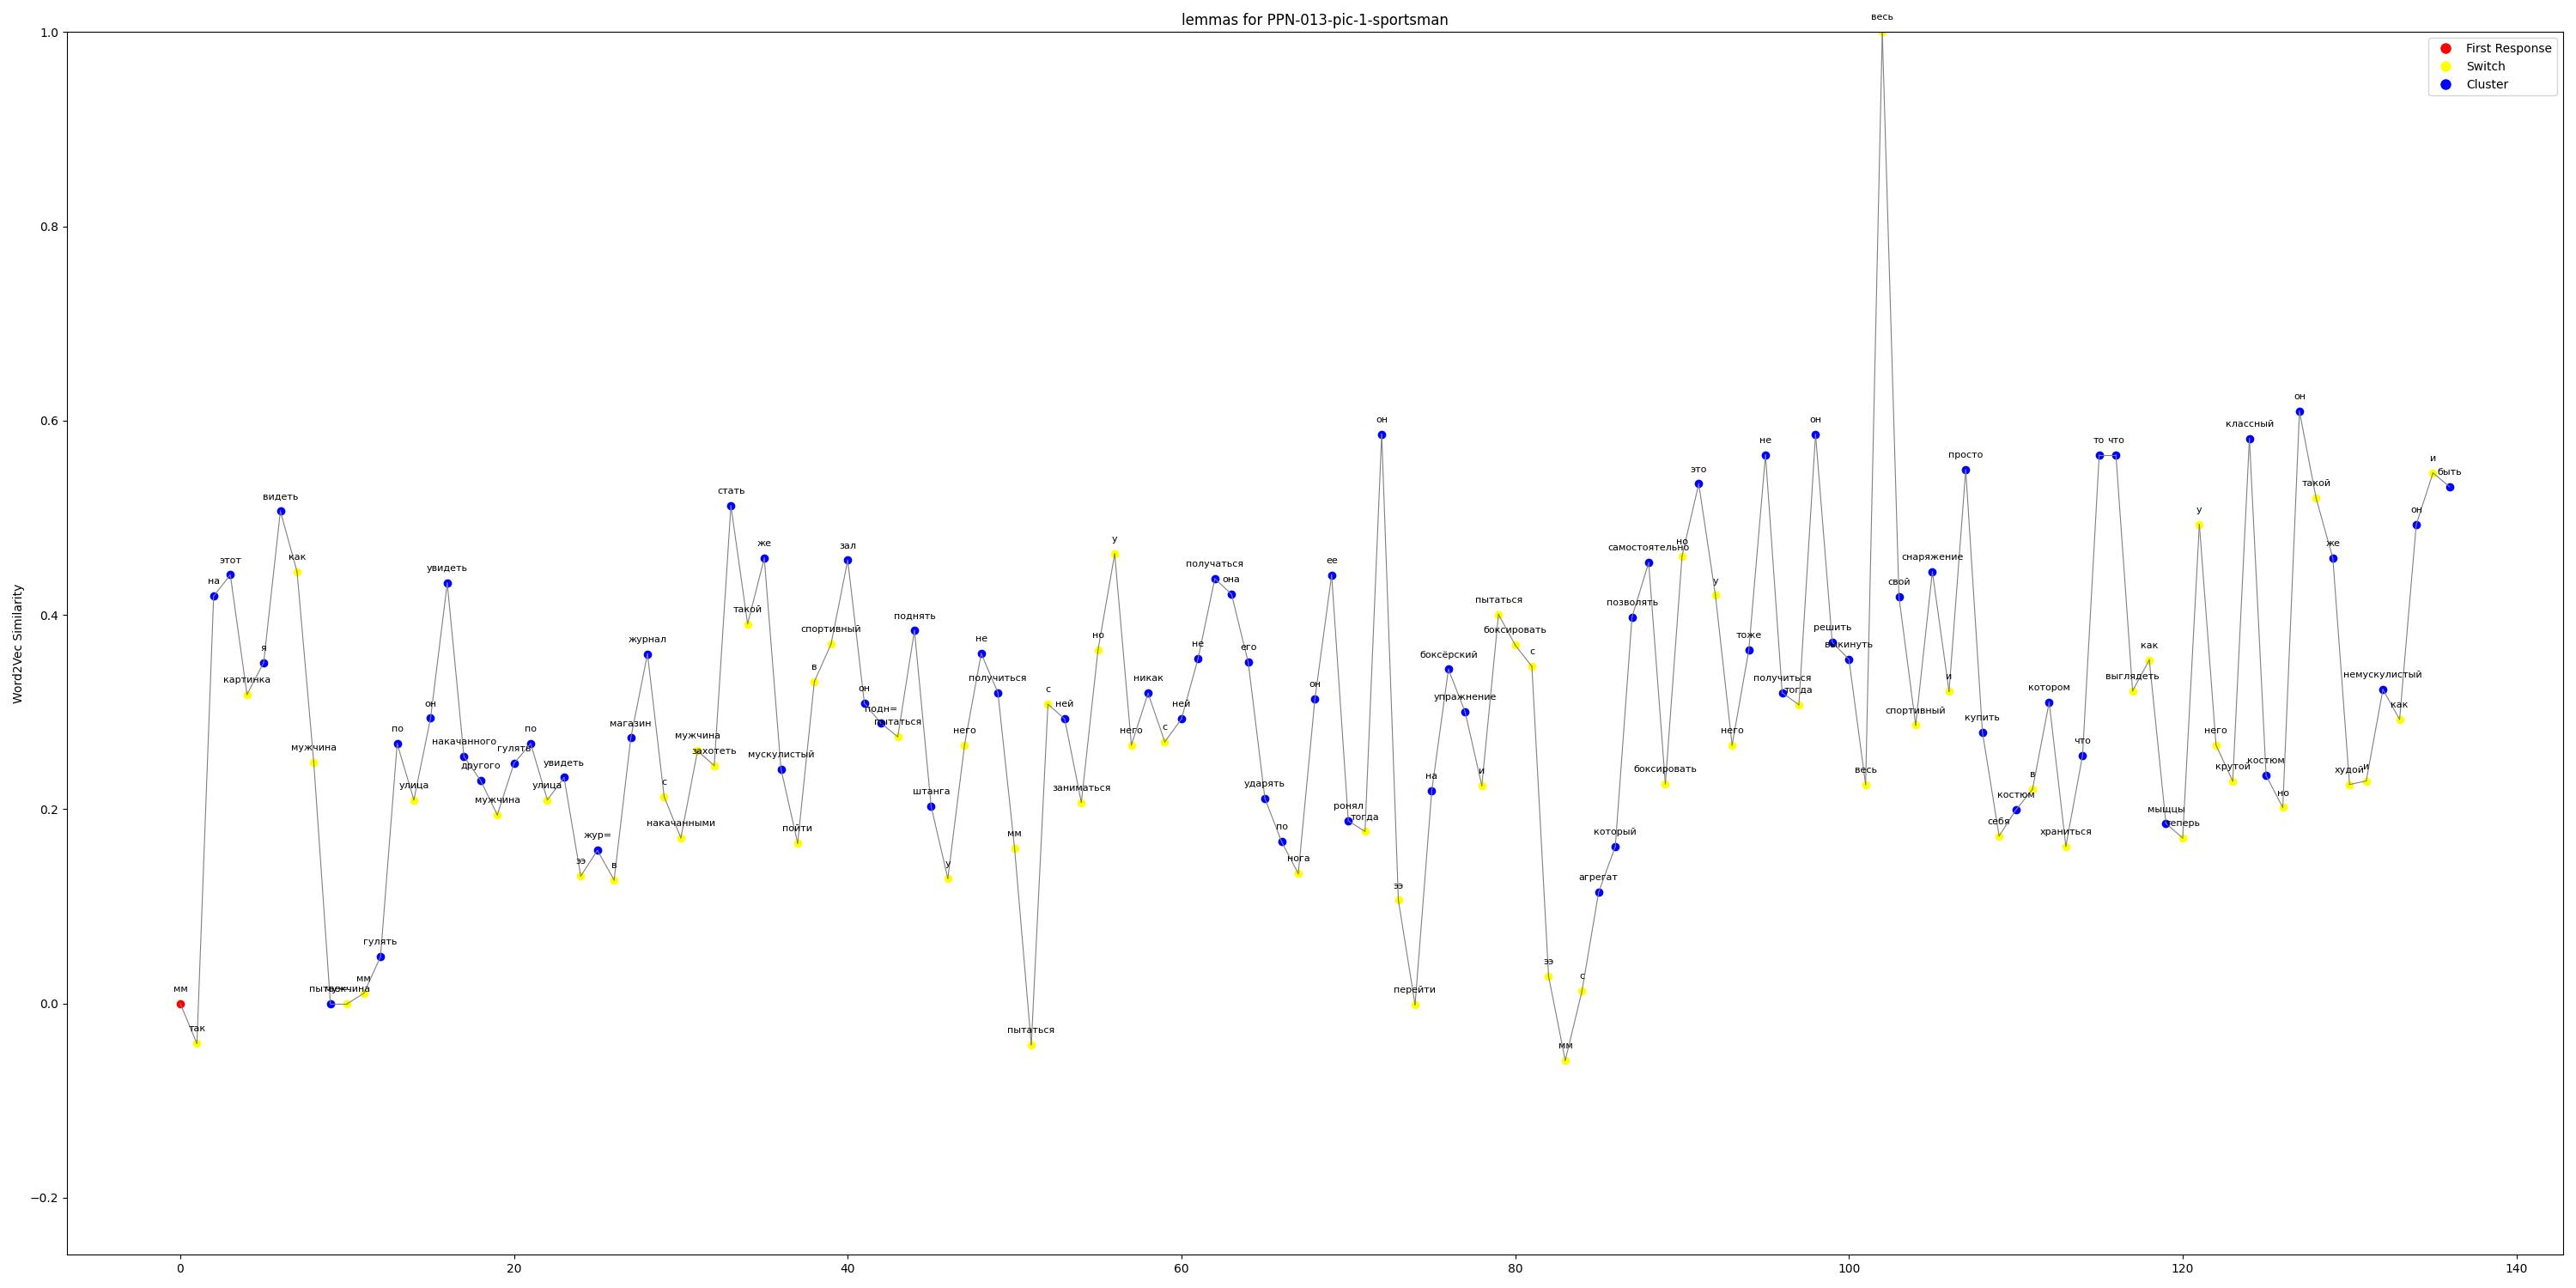 lemmas for PPN-013-pic-1-sportsman
Word2Vec Similarity
1.0
0.8
0.6
0.4
0.2
0.0
−0.2
0
20
40
60
80
100
120
140
First Response
Switch
Cluster
мм
так
на
этот
картинка
я
видеть
как
мужчина
мужчина
мм
гулять
по
улица
он
увидеть
накачанного
другого
мужчина
гулять
по
улица
увидеть
ээ
жур=
в
магазин
журнал
с
накачанными
мужчина
захотеть
стать
такой
же
мускулистый
пойти
в
спортивный
зал
он
подн=
пытаться
поднять
штанга
у
него
не
получиться
мм
пытаться
с
ней
заниматься
но
у
него
никак
с
ней
не
получаться
она
его
ударять
по
нога
он
ее
ронял
тогда
он
ээ
перейти
на
боксёрский
упражнение
и
пытаться
боксировать
с
ээ
мм
с
агрегат
который
позволять
самостоятельно
боксировать
но
это
у
него
тоже
не
получиться
тогда
он
решить
выкинуть
весь
весь
свой
спортивный
снаряжение
и
просто
купить
себя
костюм
в
котором
храниться
что
то
что
выглядеть
как
мыщцы
теперь
у
него
крутой
классный
костюм
но
он
такой
же
худой
и
немускулистый
как
он
и
быть